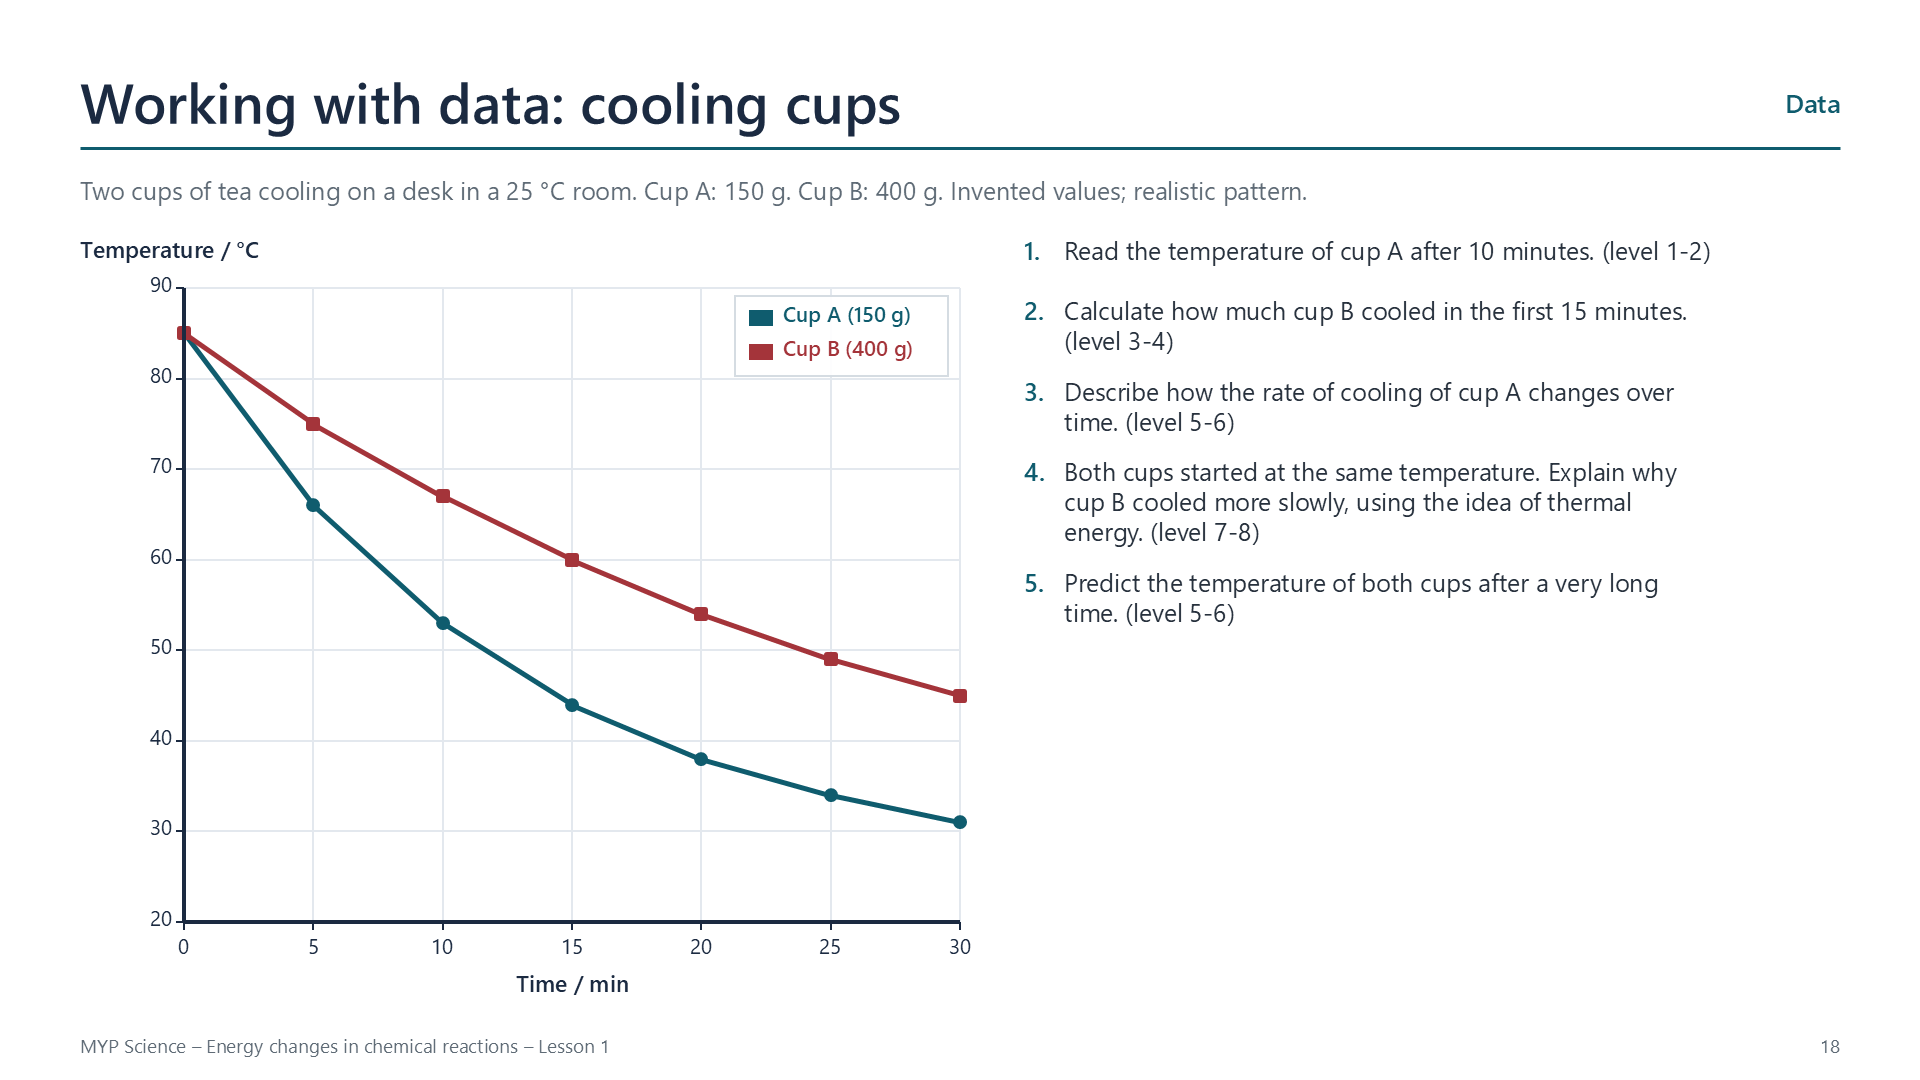 Working with data: cooling cups
Data
Two cups of tea cooling on a desk in a 25 °C room. Cup A: 150 g. Cup B: 400 g. Invented values; realistic pattern.
Temperature / °C
90
80
70
60
50
40
30
20
0 5 10 15 20 25 30
Time / min
Cup A (150 g)
Cup B (400 g)
1. Read the temperature of cup A after 10 minutes. (level 1-2)
2. Calculate how much cup B cooled in the first 15 minutes.
(level 3-4)
3. Describe how the rate of cooling of cup A changes over
time. (level 5-6)
4. Both cups started at the same temperature. Explain why
cup B cooled more slowly, using the idea of thermal
energy. (level 7-8)
5. Predict the temperature of both cups after a very long
time. (level 5-6)
MYP Science – Energy changes in chemical reactions – Lesson 1
18